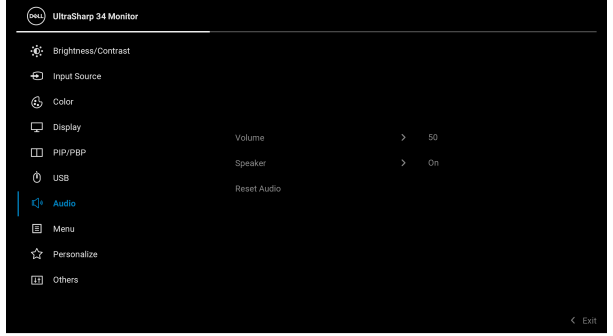 DELL UltraSharp 34 Monitor
Brightness/Contrast
Input Source
Color
Display
Volume 50
PIP/PBP
Speaker On
USB
Reset Audio
Audio
Menu
Personalize
Others
Exit